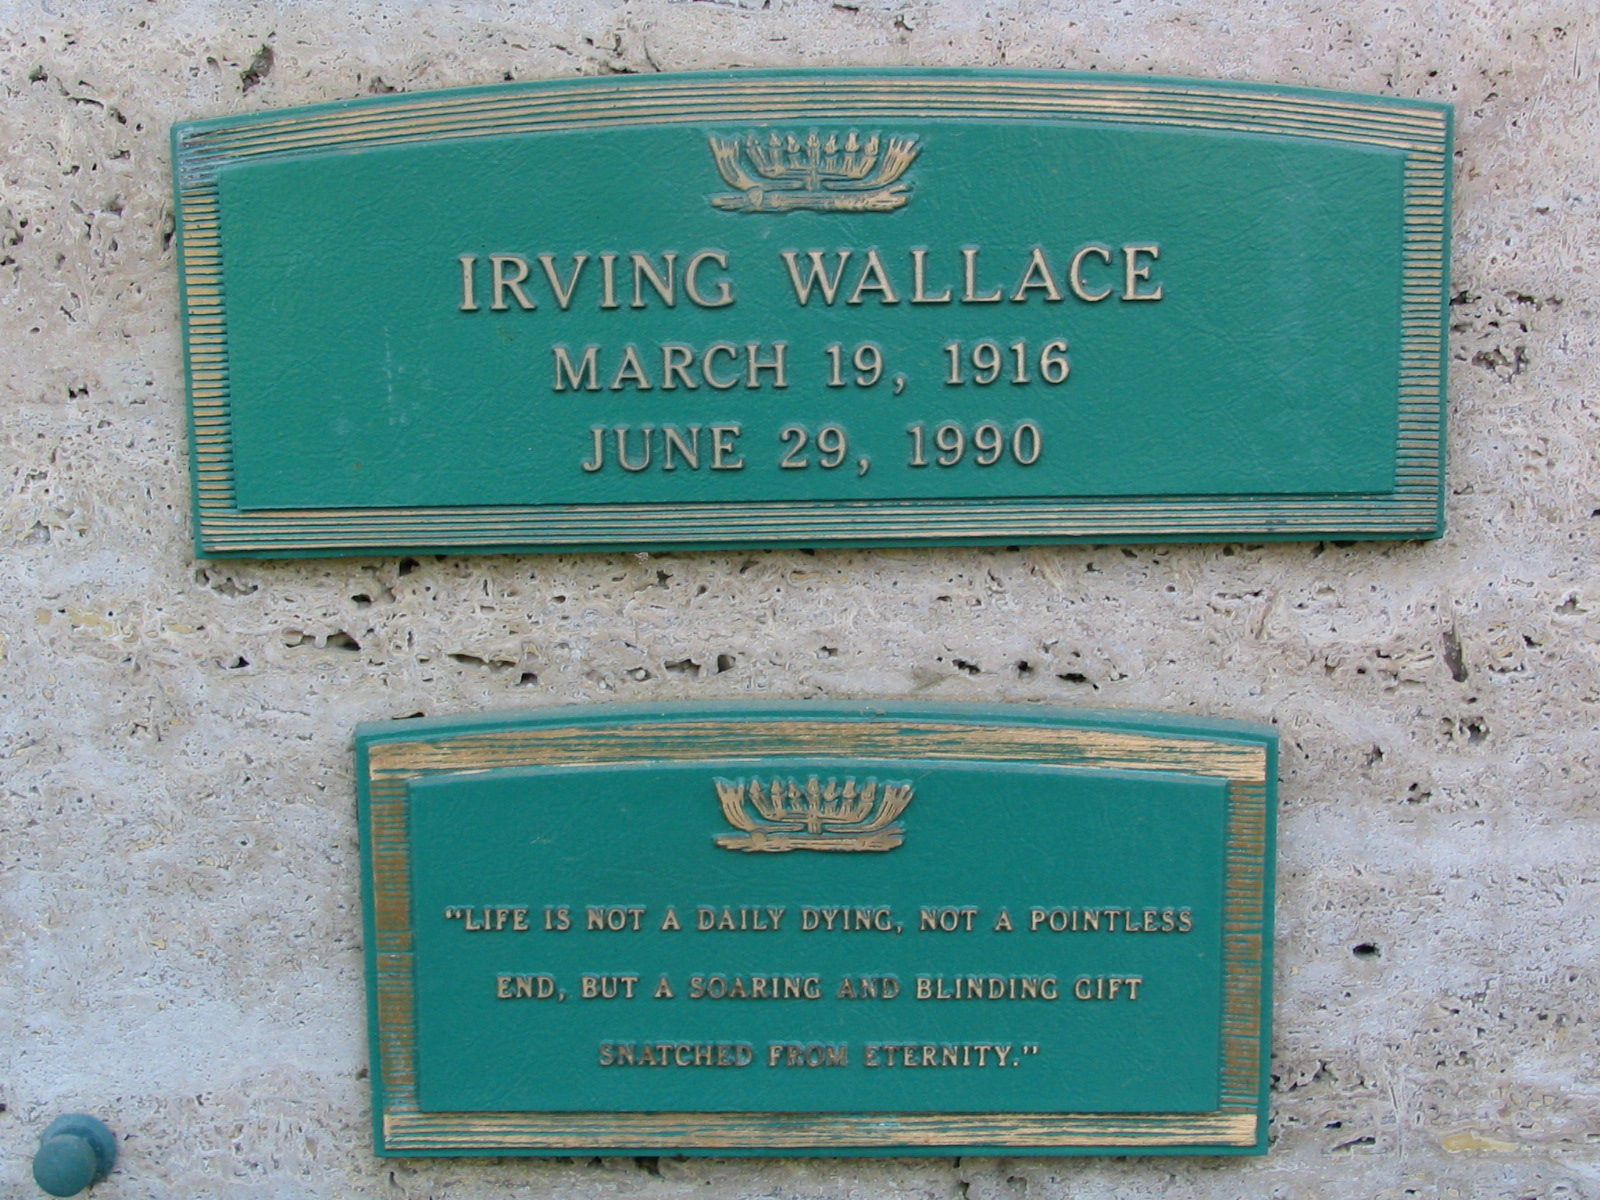 IRVING WALLACE
MARCH 19, 1916
JUNE 29, 1990
"LIFE IS NOT A DAILY DYING, NOT A POINTLESS
END, BUT A SOARING AND BLINDING GIFT
SNATCHED FROM ETERNITY."